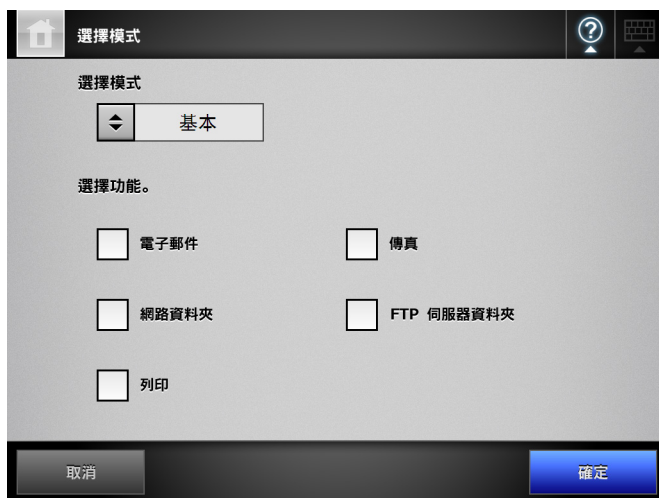 選擇模式
選擇模式
基本
選擇功能。
電子郵件
傳真
網路資料夾
FTP 伺服器資料夾
列印
取消
確定